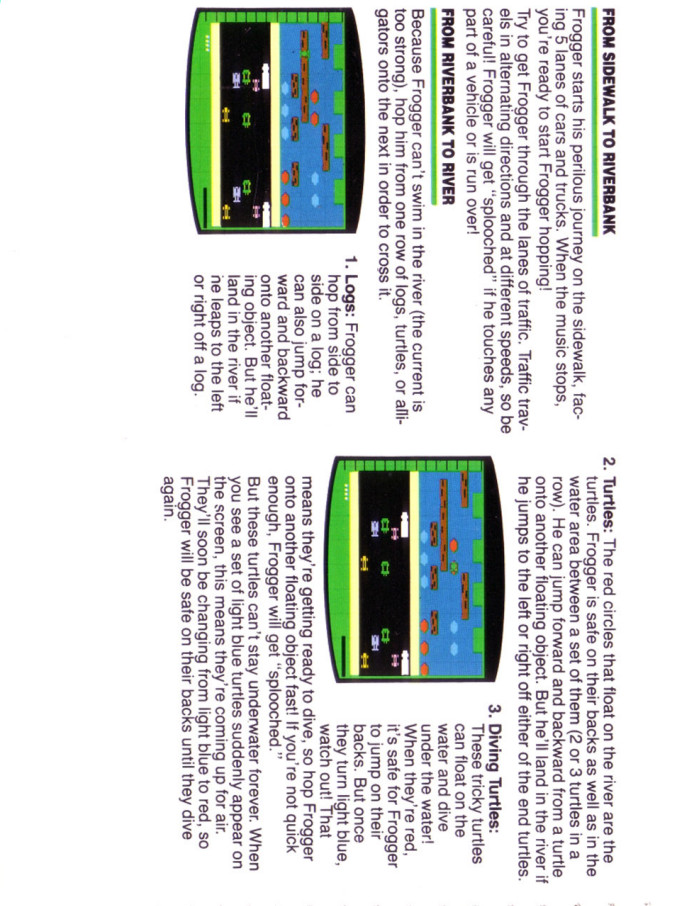 FROM SIDEWALK TO RIVERBANK
Frogger starts his perilous journey on the sidewalk, fac-
ing 5 lanes of cars and trucks. When the music stops,
you're ready to start Frogger hopping!
Try to get Frogger through the lanes of traffic. Traffic trav-
els in alternating directions and at different speeds, so be
careful! Frogger will get "splooched" if he touches any
part of a vehicle or is run over!
FROM RIVERBANK TO RIVER
Because Frogger can't swim in the river (the current is
too strong), hop him from one row of logs, turtles, or alli-
gators onto the next in order to cross it.
1. Logs: Frogger can
hop from side to
side on a log; he
can also jump for-
ward and backward
onto another float-
ing object. But he'll
land in the river if
he leaps to the left
or right off a log.
2. Turtles: The red circles that float on the river are the
turtles. Frogger is safe on their backs as well as in the
water area between a set of them (2 or 3 turtles in a
row). He can jump forward and backward from a turtle
onto another floating object. But he'll land in the river if
he jumps to the left or right off either of the end turtles.
3. Diving Turtles:
These tricky turtles
can float on the
water and dive
under the water!
When they're red,
it's safe for Frogger
to jump on their
backs. But once
they turn light blue,
watch out! That
means they're getting ready to dive, so hop Frogger
onto another floating object fast! If you're not quick
enough, Frogger will get "splooched."
But these turtles can't stay underwater forever. When
you see a set of light blue turtles suddenly appear on
the screen, this means they're coming up for air.
They'll soon be changing from light blue to red, so
Frogger will be safe on their backs until they dive
again.